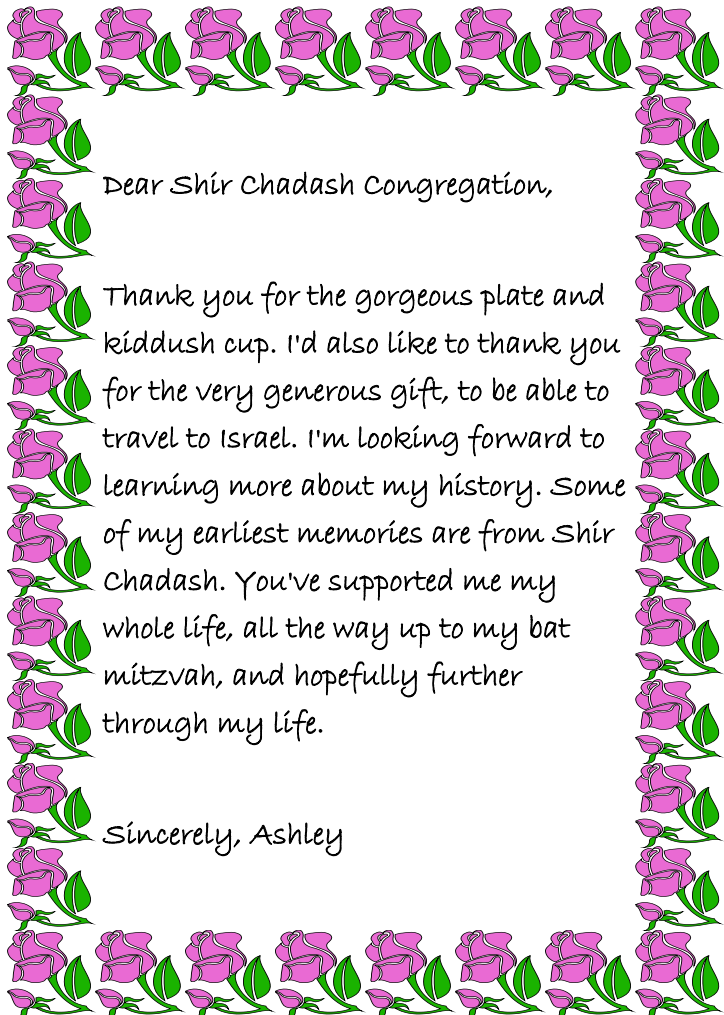 Dear Shir Chadash Congregation,
Thank you for the gorgeous plate and
kiddush cup. I'd also like to thank you
for the very generous gift, to be able to
travel to Israel. I'm looking forward to
learning more about my history. Some
of my earliest memories are from Shir
Chadash. You've supported me my
whole life, all the way up to my bat
mitzvah, and hopefully further
through my life.
Sincerely, Ashley